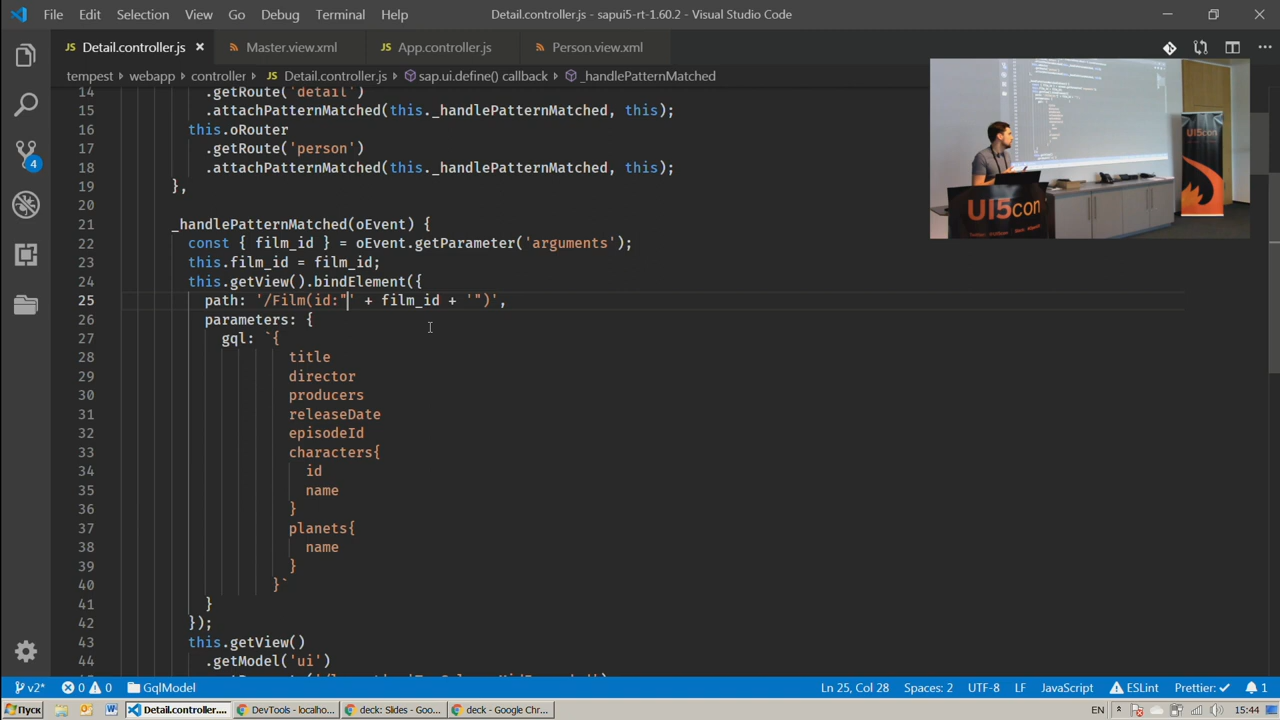 File Edit Selection View Go Debug Terminal Help
Detail.controller.js - sapui5-rt-1.60.2 - Visual Studio Code
JS Detail.controller.js × Master.view.xml JS App.controller.js Person.view.xml
tempest › webapp › controller › JS Detail.controller.js › sap.ui.define() callback › _handlePatternMatched
14 .getRoute('detail')
15 .attachPatternMatched(this._handlePatternMatched, this);
16 this.oRouter
17 .getRoute('person')
18 .attachPatternMatched(this._handlePatternMatched, this);
19 },
20
21 _handlePatternMatched(oEvent) {
22 const { film_id } = oEvent.getParameter('arguments');
23 this.film_id = film_id;
24 this.getView().bindElement({
25 path: '/Film(id:"' + film_id + '")',
26 parameters: {
27 gql: `{
28 title
29 director
30 producers
31 releaseDate
32 episodeId
33 characters{
34 id
35 name
36 }
37 planets{
38 name
39 }
40 }`
41 }
42 });
43 this.getView()
44 .getModel('ui')
UI5con
UI5con
4
v2* 0 0 GqlModel
Ln 25, Col 28 Spaces: 2 UTF-8 LF JavaScript ESLint Prettier: ✓ 1
Пуск Detail.controller.... DevTools - localho... deck: Slides - Goo... deck - Google Chr... EN 15:44